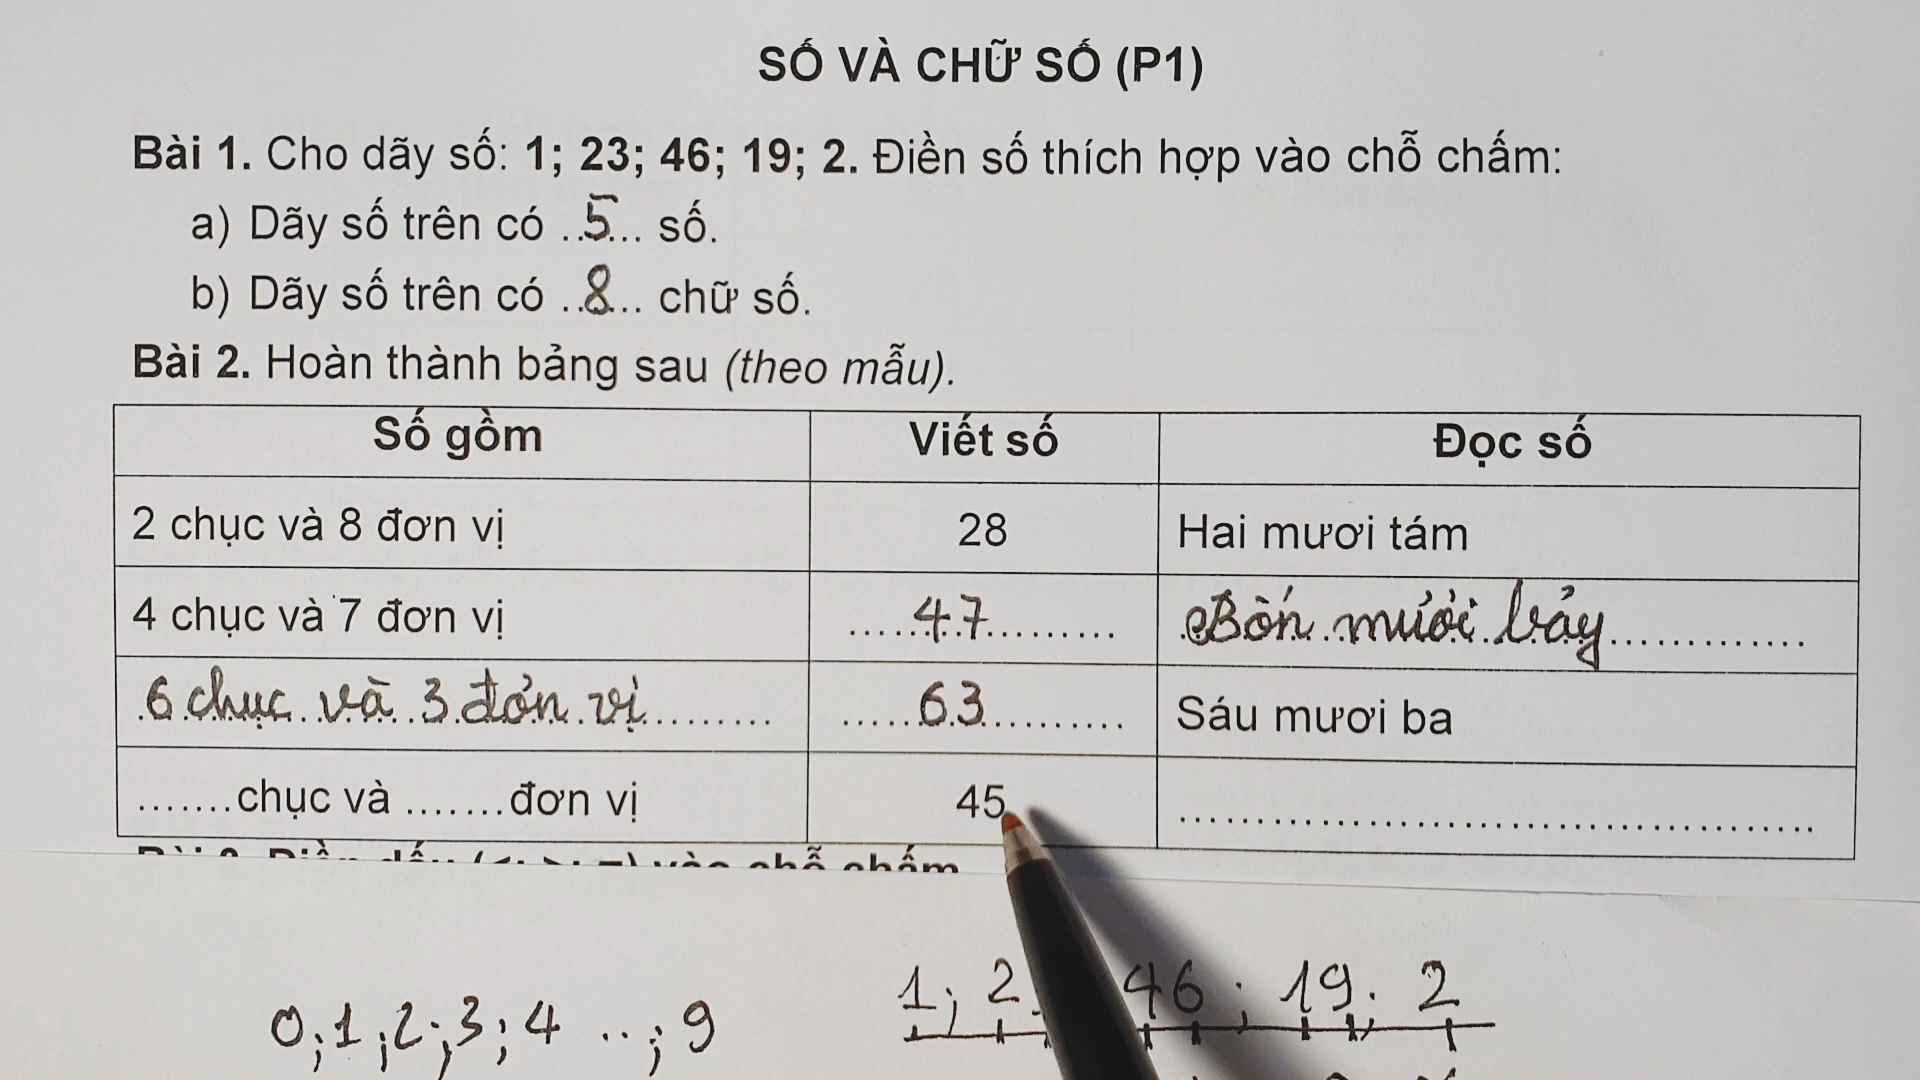 SỐ VÀ CHỮ SỐ (P1)
Bài 1. Cho dãy số: 1; 23; 46; 19; 2. Điền số thích hợp vào chỗ chấm:
a) Dãy số trên có ..5... số.
b) Dãy số trên có ..8... chữ số.
Bài 2. Hoàn thành bảng sau (theo mẫu).
Số gồm Viết số Đọc số
2 chục và 8 đơn vị 28 Hai mươi tám
4 chục và 7 đơn vị .....47......... Bốn mươi bảy.............
6 chục và 3 đơn vị......... .....63.......... Sáu mươi ba
.......chục và .......đơn vị 45 ..........................................
vào chỗ chấm
0;1;2;3;4 ..;9
1; 2 46; 19; 2